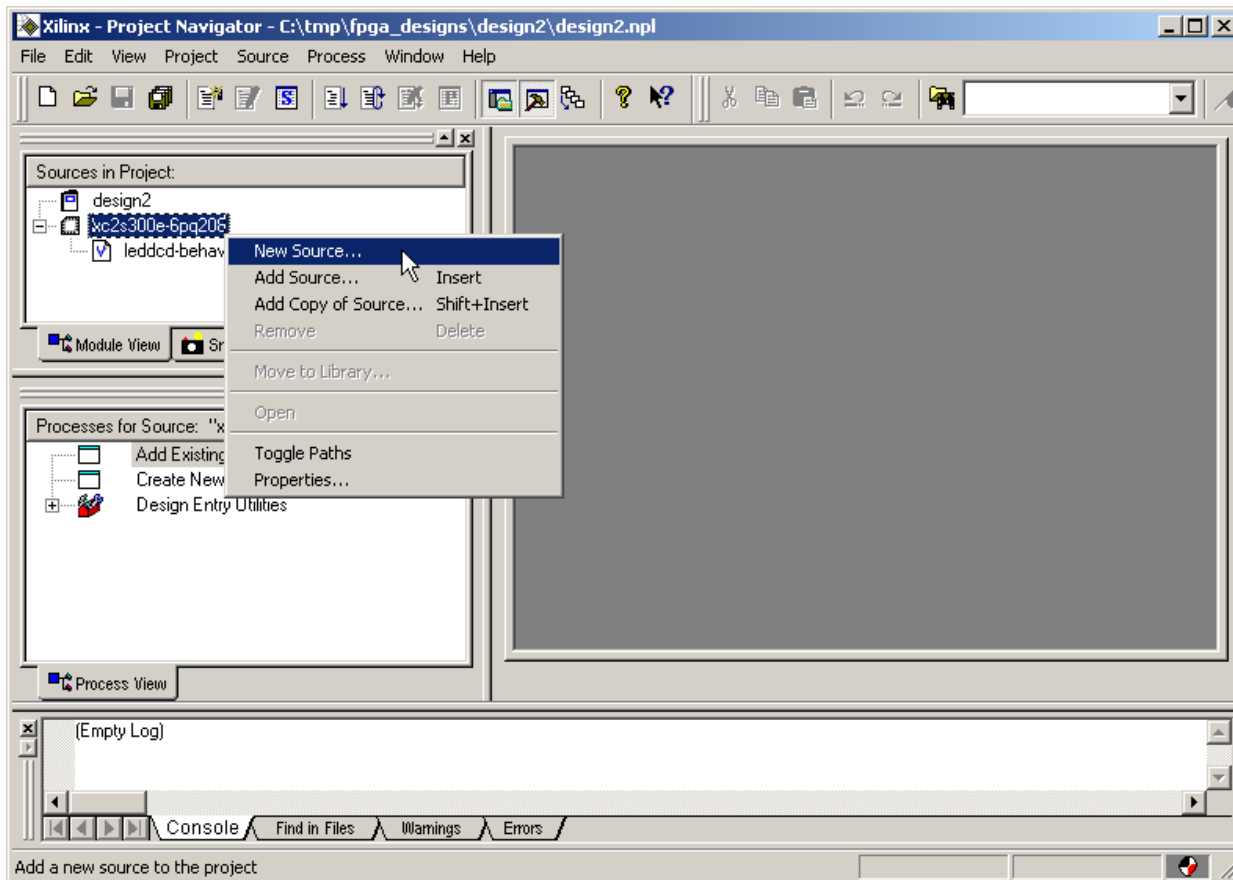 Xilinx - Project Navigator - C:\tmp\fpga_designs\design2\design2.npl
File Edit View Project Source Process Window Help
Sources in Project:
design2
xc2s300e-6pq208
leddcd-behav
New Source...
Add Source... Insert
Add Copy of Source... Shift+Insert
Remove Delete
Move to Library...
Open
Toggle Paths
Properties...
Module View Sn
Processes for Source: "x
Add Existing
Create New
Design Entry Utilities
Process View
(Empty Log)
Console Find in Files Warnings Errors
Add a new source to the project